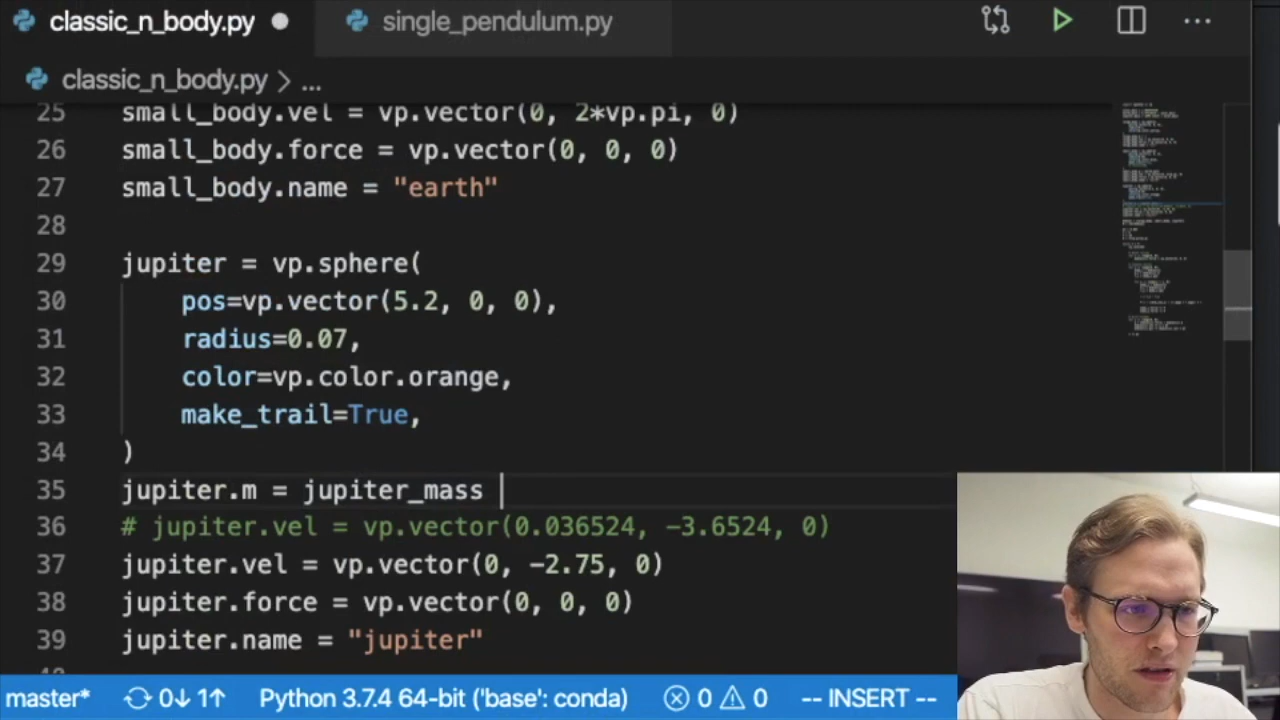 classic_n_body.py
single_pendulum.py
classic_n_body.py > ...
25 small_body.vel = vp.vector(0, 2*vp.pi, 0)
26 small_body.force = vp.vector(0, 0, 0)
27 small_body.name = "earth"
28
29 jupiter = vp.sphere(
30 pos=vp.vector(5.2, 0, 0),
31 radius=0.07,
32 color=vp.color.orange,
33 make_trail=True,
34 )
35 jupiter.m = jupiter_mass
36 # jupiter.vel = vp.vector(0.036524, -3.6524, 0)
37 jupiter.vel = vp.vector(0, -2.75, 0)
38 jupiter.force = vp.vector(0, 0, 0)
39 jupiter.name = "jupiter"
master* 0↓ 1↑ Python 3.7.4 64-bit ('base': conda) 0 0 -- INSERT --